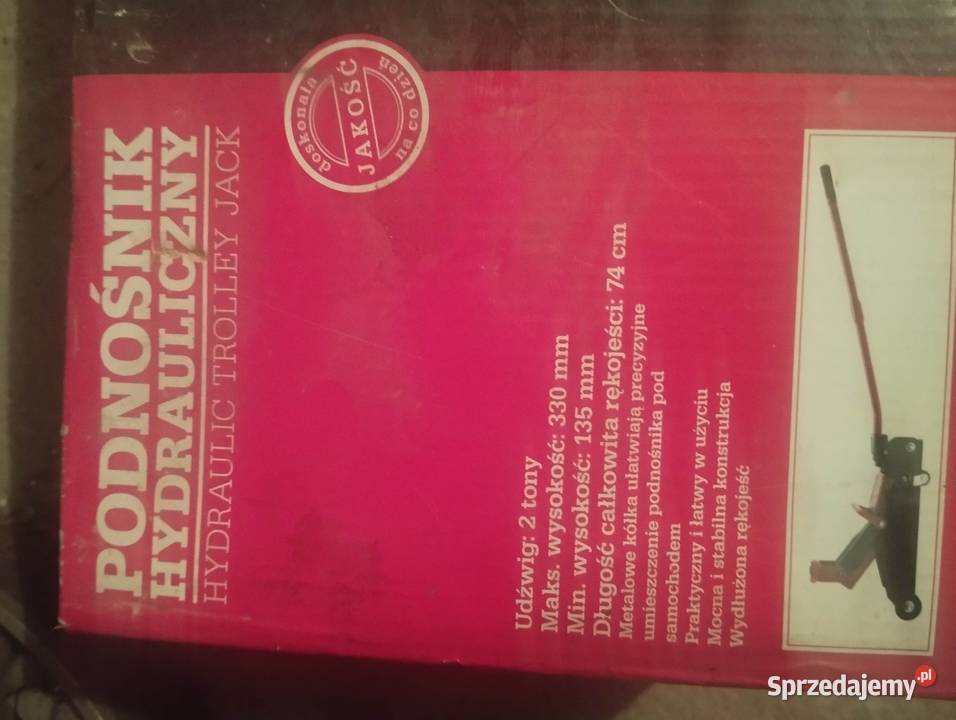 PODNOŚNIK
HYDRAULICZNY
HYDRAULIC TROLLEY JACK
doskonała
JAKOŚĆ
na co dzień
Udźwig: 2 tony
Maks. wysokość: 330 mm
Min. wysokość: 135 mm
Długość całkowita rękojeści: 74 cm
Metalowe kółka ułatwiają precyzyjne
umieszczenie podnośnika pod
samochodem
Praktyczny i łatwy w użyciu
Mocna i stabilna konstrukcja
Wydłużona rękojeść
Sprzedajemy.pl